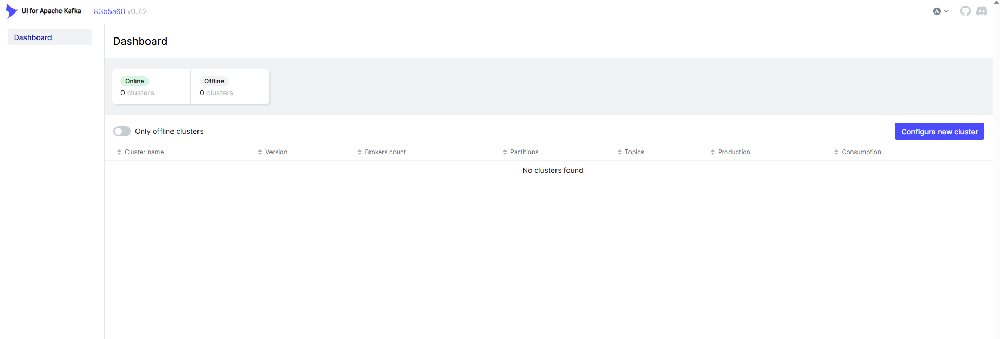 UI for Apache Kafka 83b5a60 v0.7.2 A
Dashboard
Dashboard
Online Offline
0 clusters 0 clusters
Only offline clusters Configure new cluster
Cluster name Version Brokers count Partitions Topics Production Consumption
No clusters found